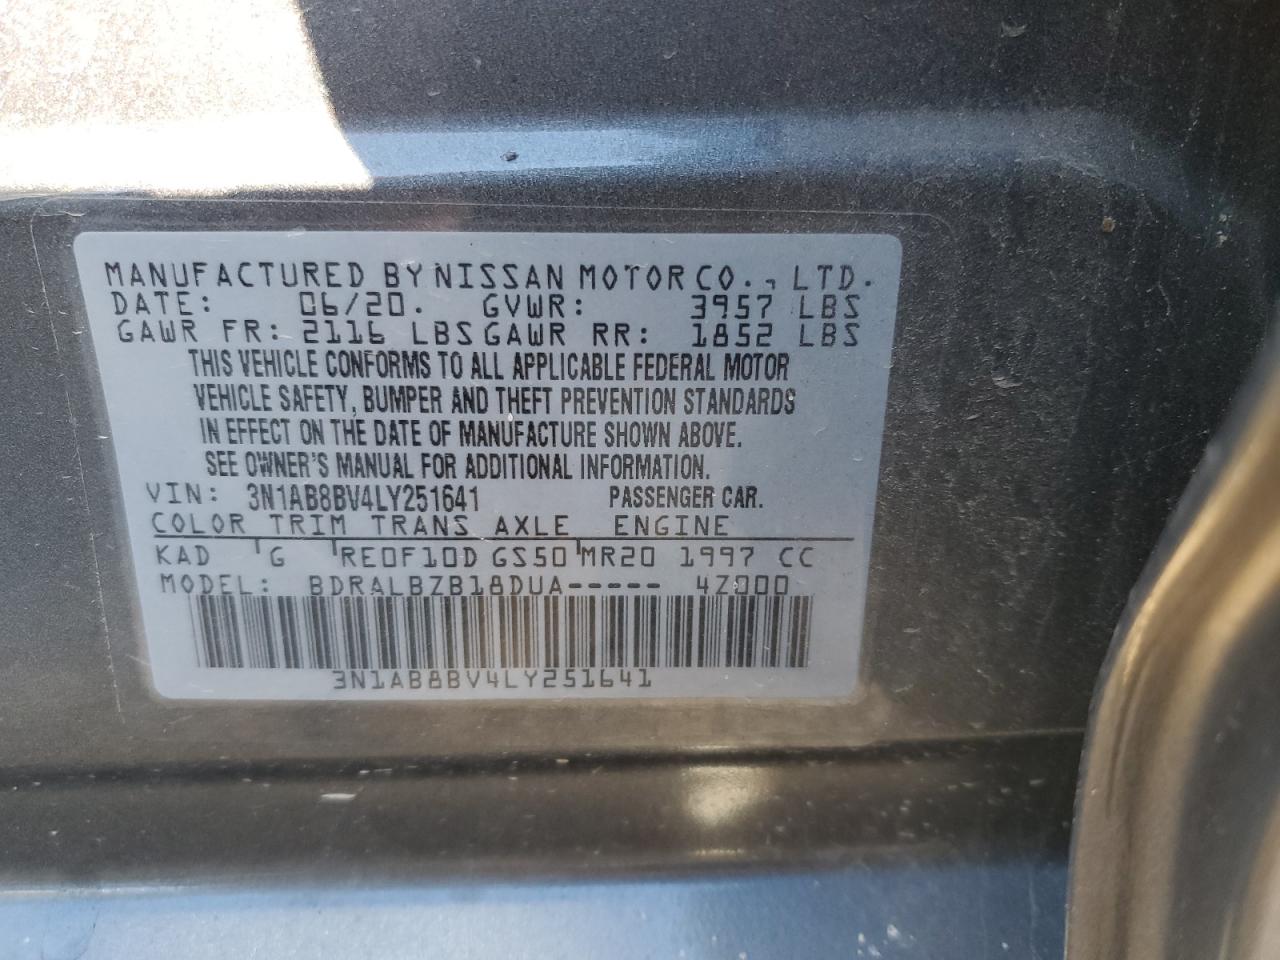 MANUFACTURED BY NISSAN MOTOR CO., LTD.
DATE: 06/20. GVWR: 3957 LBS
GAWR FR: 2116 LBS GAWR RR: 1852 LBS
THIS VEHICLE CONFORMS TO ALL APPLICABLE FEDERAL MOTOR
VEHICLE SAFETY, BUMPER AND THEFT PREVENTION STANDARDS
IN EFFECT ON THE DATE OF MANUFACTURE SHOWN ABOVE.
SEE OWNER'S MANUAL FOR ADDITIONAL INFORMATION.
VIN: 3N1AB8BV4LY251641 PASSENGER CAR.
COLOR TRIM TRANS AXLE ENGINE
KAD G RE0F10D GS50 MR20 1997 CC
MODEL: BDRALBZB18DUA----- 4Z000
3N1AB8BV4LY251641